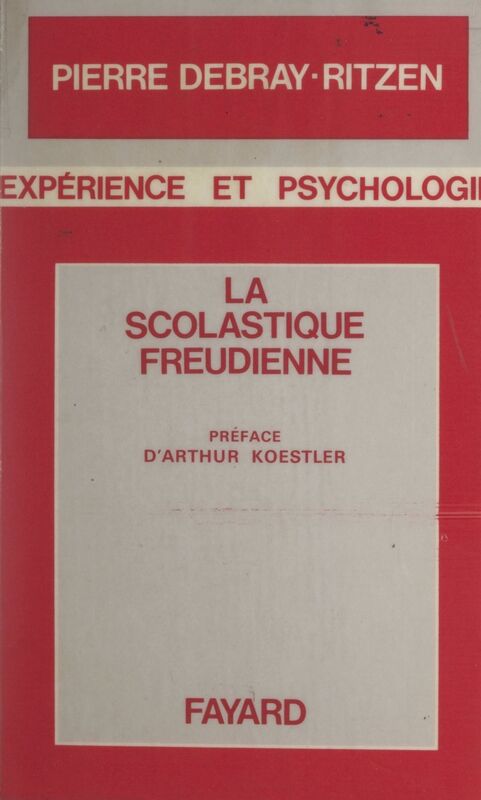 PIERRE DEBRAY-RITZEN
EXPÉRIENCE ET PSYCHOLOGI
LA
SCOLASTIQUE
FREUDIENNE
PRÉFACE
D'ARTHUR KOESTLER
FAYARD